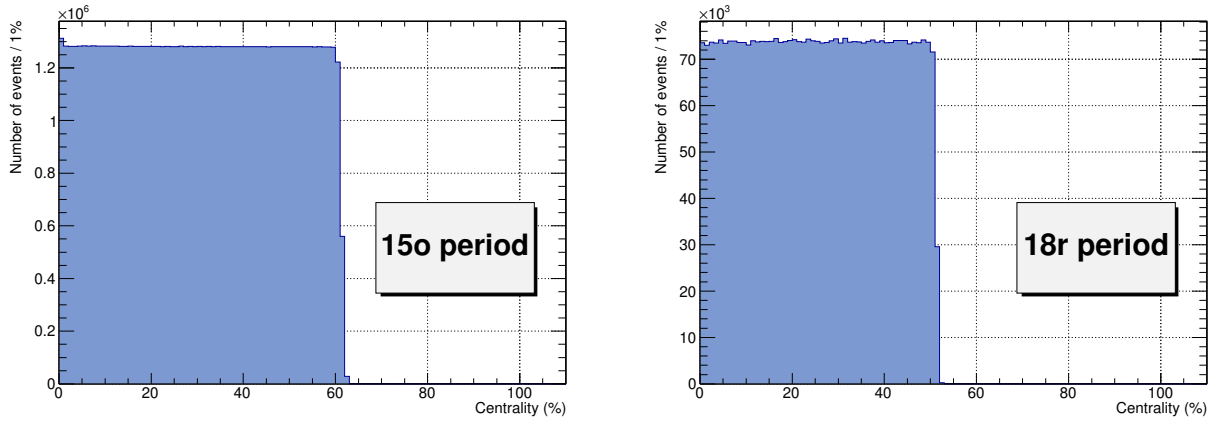 ×10⁶
Number of events / 1%
1.2
1
0.8
0.6
0.4
0.2
0
0 20 40 60 80 100
Centrality (%)
15o period
×10³
Number of events / 1%
70
60
50
40
30
20
10
0
0 20 40 60 80 100
Centrality (%)
18r period